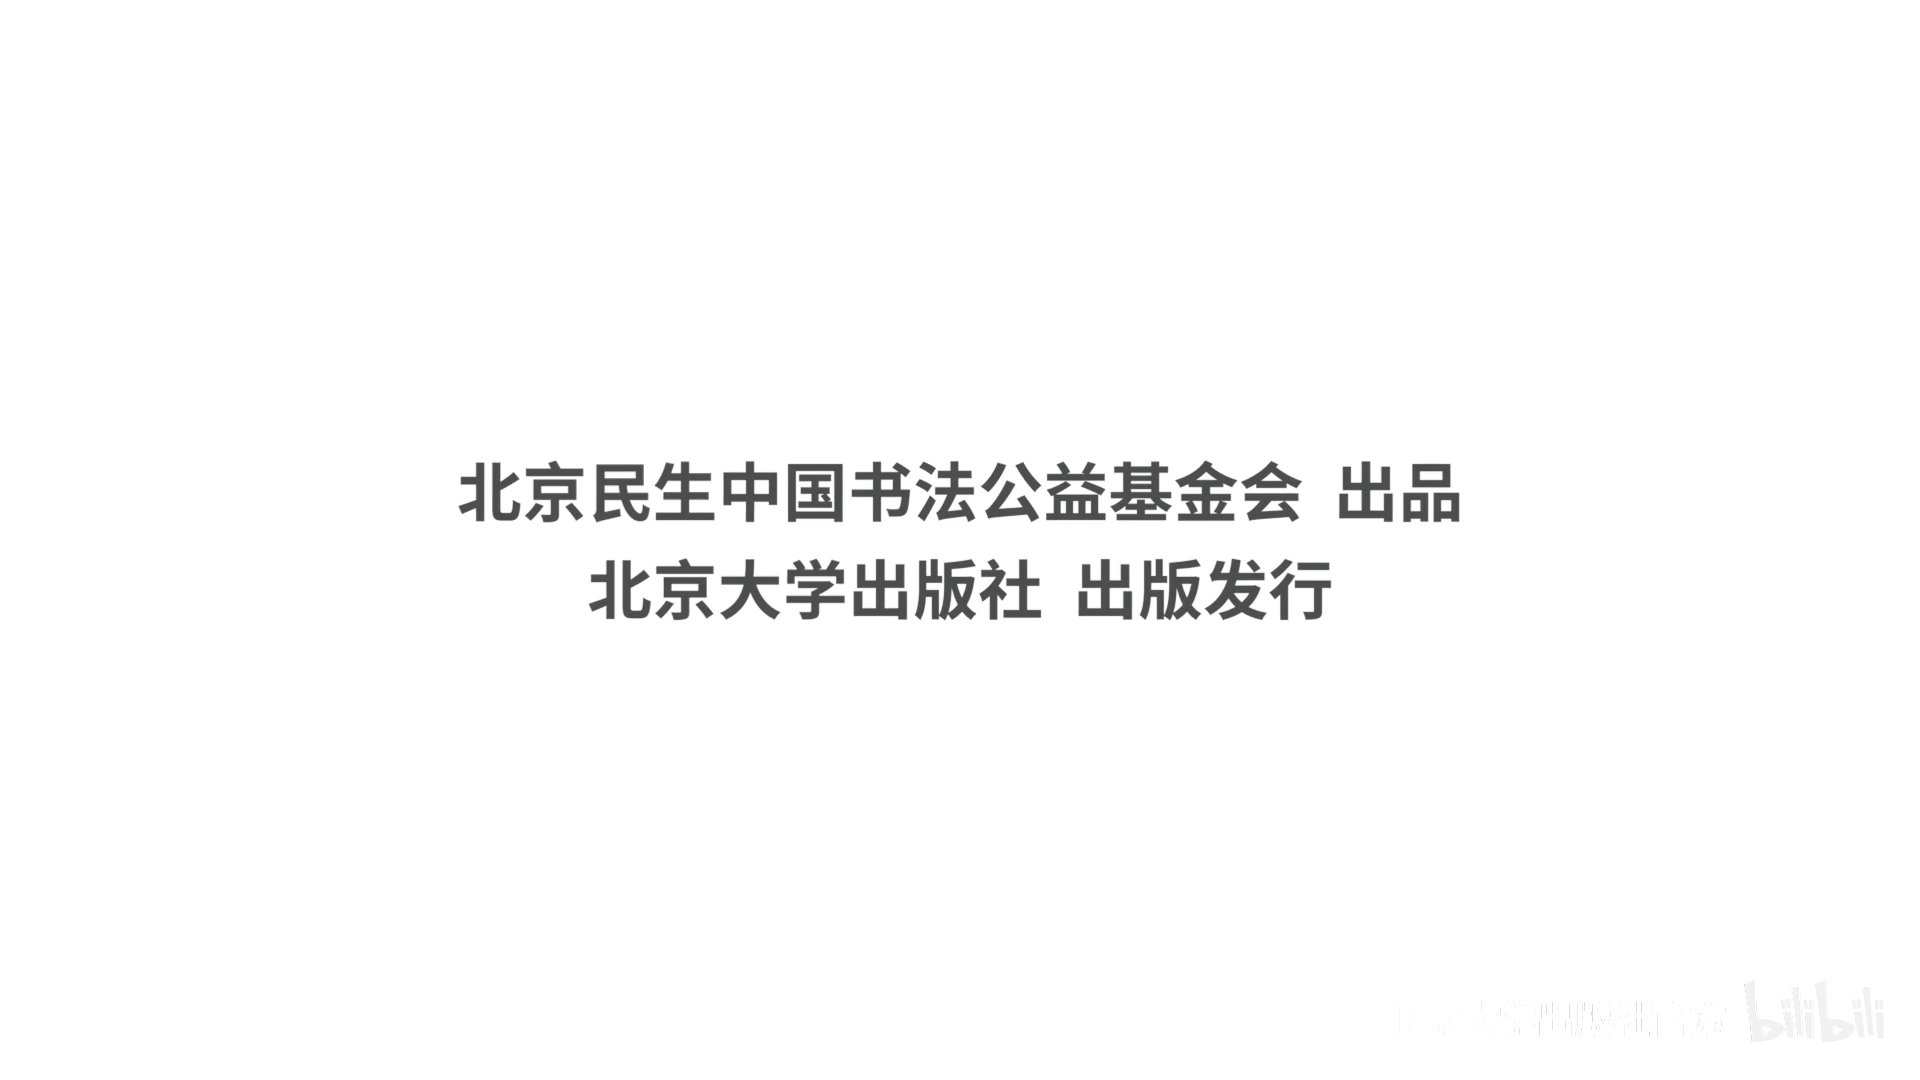 北京民生中国书法公益基金会 出品
北京大学出版社 出版发行
bilibili